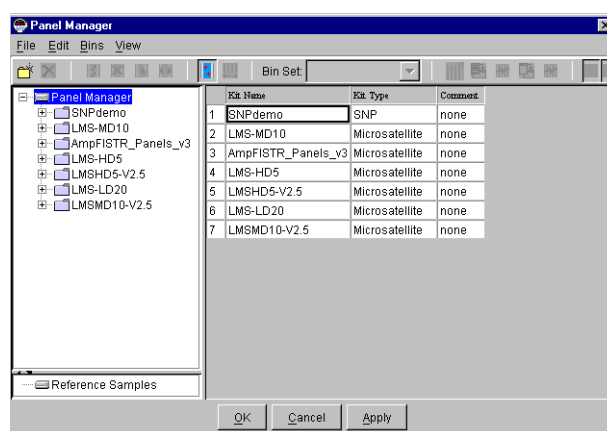 Panel Manager
File Edit Bins View
Bin Set:
Panel Manager
SNPdemo
LMS-MD10
AmpFISTR_Panels_v3
LMS-HD5
LMSHD5-V2.5
LMS-LD20
LMSMD10-V2.5
Reference Samples
Kit Name Kit Type Comment
1 SNPdemo SNP none
2 LMS-MD10 Microsatellite none
3 AmpFISTR_Panels_v3 Microsatellite none
4 LMS-HD5 Microsatellite none
5 LMSHD5-V2.5 Microsatellite none
6 LMS-LD20 Microsatellite none
7 LMSMD10-V2.5 Microsatellite none
OK Cancel Apply